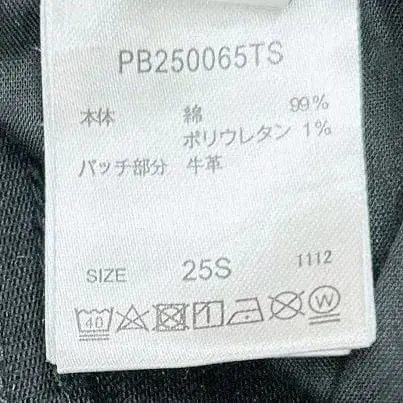 PB250065TS
本体 綿 99%
ポリウレタン 1%
パッチ部分 牛革
SIZE 25S 1112
40 W